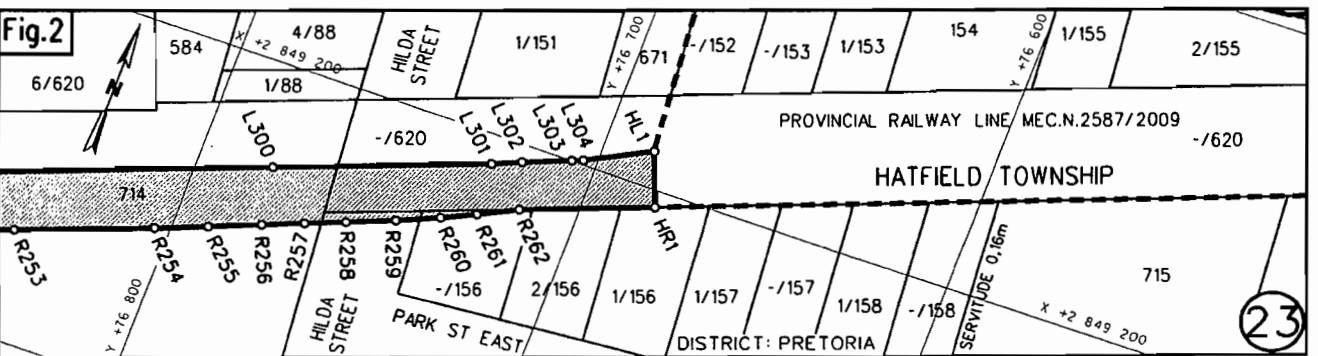 Fig.2
584
4/88
X +2 849 200
HILDA
STREET
1/151
Y +76 700
671
-/152
-/153
1/153
154
Y +76 600
1/155
2/155
6/620
N
1/88
L300
-/620
L301
L302
L303
L304
HL1
PROVINCIAL RAILWAY LINE MEC.N.2587/2009
-/620
HATFIELD TOWNSHIP
714
R253
R254
R255
R256
R257
R258
R259
R260
R261
R262
HR1
Y +76 800
HILDA
STREET
PARK ST EAST
-/156
2/156
1/156
1/157
-/157
1/158
-/158
SERVITUDE 0,16m
715
X +2 849 200
DISTRICT: PRETORIA
23